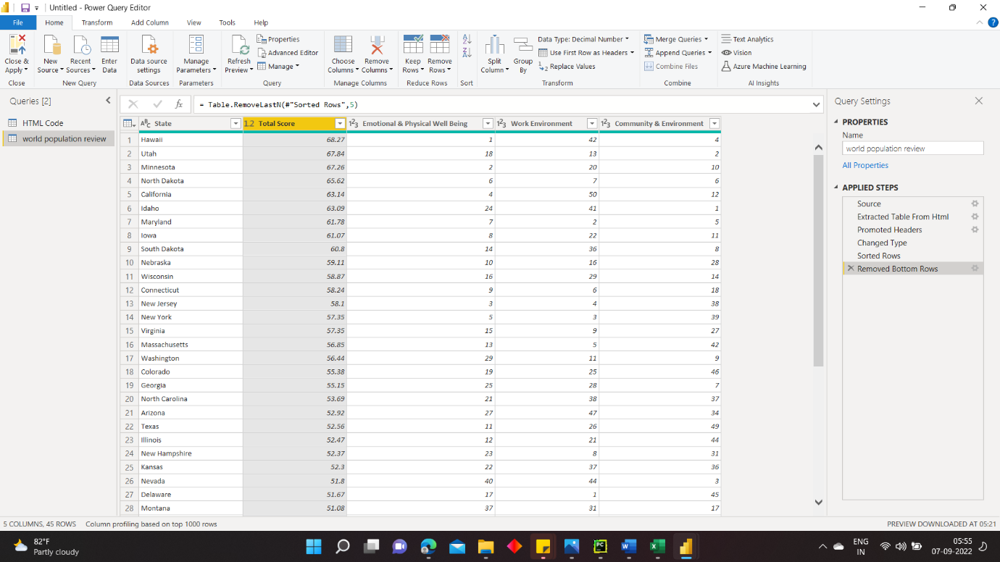 Untitled - Power Query Editor
File Home Transform Add Column View Tools Help
Close & Apply
New Source
Recent Sources
Enter Data
Data source settings
Manage Parameters
Refresh Preview
Properties
Advanced Editor
Manage
Choose Columns
Remove Columns
Keep Rows
Remove Rows
Split Column
Group By
Data Type: Decimal Number
Use First Row as Headers
Replace Values
Merge Queries
Append Queries
Combine Files
Text Analytics
Vision
Azure Machine Learning
Close New Query Data Sources Parameters Query Manage Columns Reduce Rows Sort Transform Combine AI Insights
Queries [2]
HTML Code
world population review
fx = Table.RemoveLastN(#"Sorted Rows",5)
ABC State 1.2 Total Score 123 Emotional & Physical Well Being 123 Work Environment 123 Community & Environment
1 Hawaii 68.27 1 42 4
2 Utah 67.84 18 13 2
3 Minnesota 67.26 2 20 10
4 North Dakota 65.62 6 7 6
5 California 63.14 4 50 12
6 Idaho 63.09 24 41 1
7 Maryland 61.78 7 2 5
8 Iowa 61.07 8 22 11
9 South Dakota 60.8 14 36 8
10 Nebraska 59.11 10 16 28
11 Wisconsin 58.87 16 29 14
12 Connecticut 58.24 9 6 18
13 New Jersey 58.1 3 4 38
14 New York 57.35 5 3 39
15 Virginia 57.35 15 9 27
16 Massachusetts 56.85 13 5 42
17 Washington 56.44 29 11 9
18 Colorado 55.38 19 25 46
19 Georgia 55.15 25 28 7
20 North Carolina 53.69 21 38 37
21 Arizona 52.92 27 47 34
22 Texas 52.56 11 26 49
23 Illinois 52.47 12 21 44
24 New Hampshire 52.37 23 8 31
25 Kansas 52.3 22 37 36
26 Nevada 51.8 40 44 3
27 Delaware 51.67 17 1 45
28 Montana 51.08 37 31 17
Query Settings
PROPERTIES
Name
world population review
All Properties
APPLIED STEPS
Source
Extracted Table From Html
Promoted Headers
Changed Type
Sorted Rows
Removed Bottom Rows
5 COLUMNS, 45 ROWS Column profiling based on top 1000 rows PREVIEW DOWNLOADED AT 05:21
82°F
Partly cloudy
ENG
IN
05:55
07-09-2022